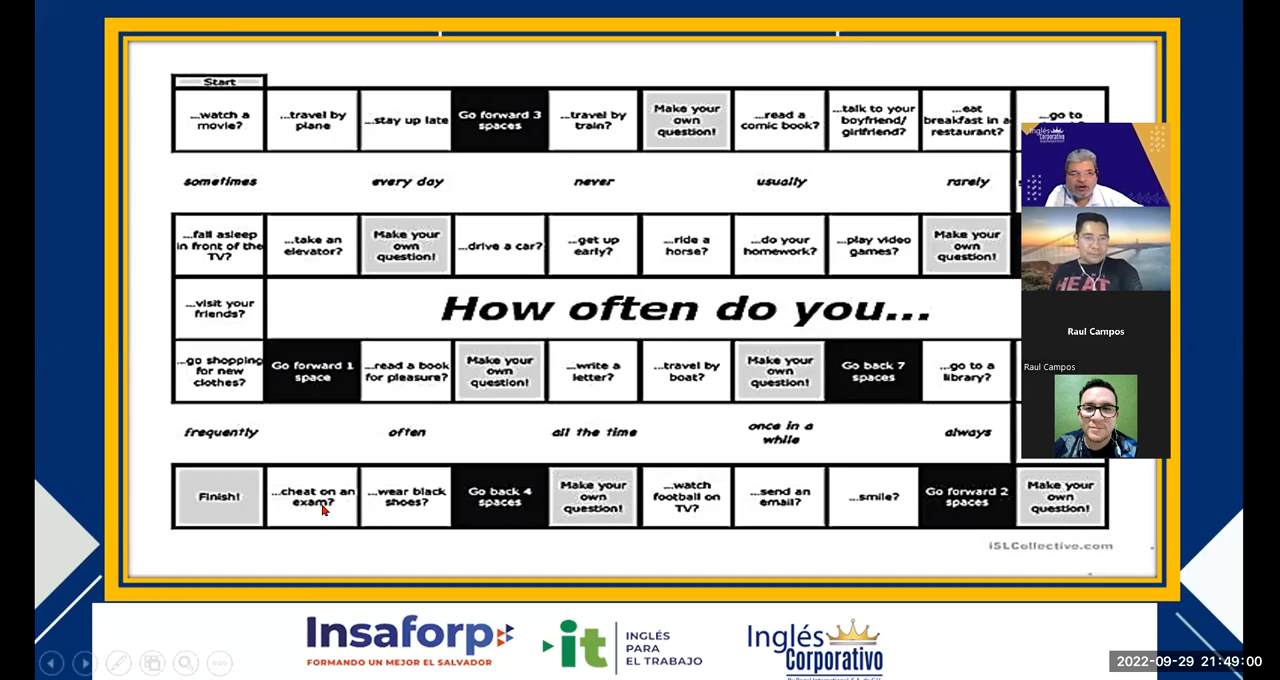 Start
...watch a
movie?
...travel by
plane
...stay up late
Go forward 3
spaces
...travel by
train?
Make your
own
question!
...read a
comic book?
...talk to your
boyfriend/
girlfriend?
...eat
breakfast in a
restaurant?
...go to
sometimes
every day
never
usually
rarely
...fall asleep
in front of the
TV?
...take an
elevator?
Make your
own
question!
...drive a car?
...get up
early?
...ride a
horse?
...do your
homework?
...play video
games?
Make your
own
question!
...visit your
friends?
How often do you...
...go shopping
for new
clothes?
Go forward 1
space
...read a book
for pleasure?
Make your
own
question!
...write a
letter?
...travel by
boat?
Make your
own
question!
Go back 7
spaces
...go to a
library?
frequently
often
all the time
once in a
while
always
Finish!
...cheat on an
exam?
...wear black
shoes?
Go back 4
spaces
Make your
own
question!
...watch
football on
TV?
...send an
email?
...smile?
Go forward 2
spaces
Make your
own
question!
iSLCollective.com
Inglés
Corporativo
HEAT
Raul Campos
Raul Campos
Insaforp
FORMANDO UN MEJOR EL SALVADOR
it
INGLÉS
PARA
EL TRABAJO
Inglés
Corporativo
2022-09-29 21:49:00